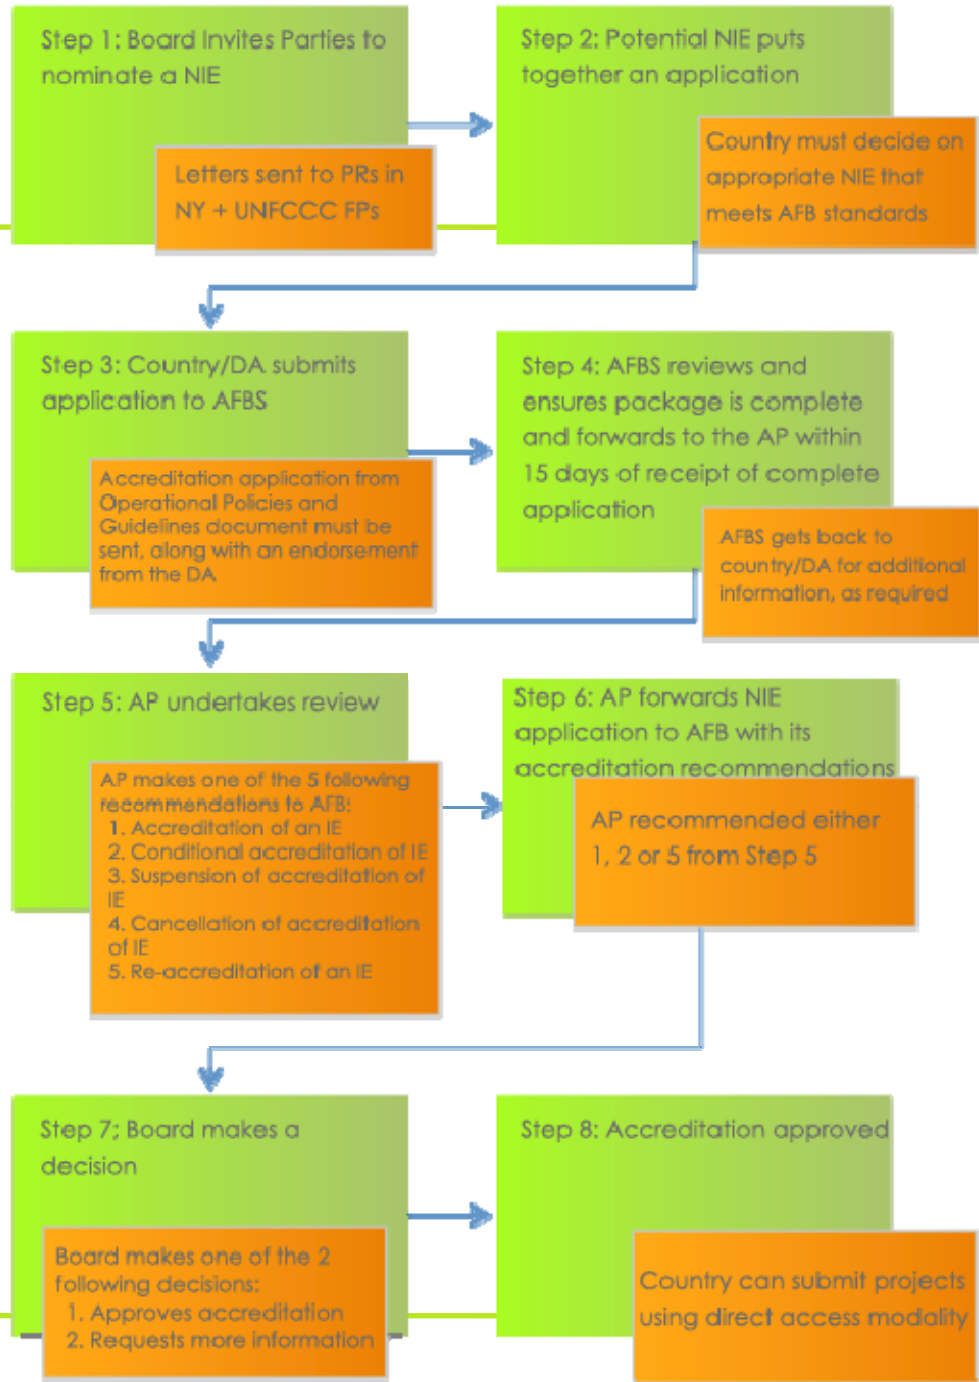 Step 1: Board Invites Parties to
nominate a NIE
Letters sent to PRs in
NY + UNFCCC FPs
Step 2: Potential NIE puts
together an application
Country must decide on
appropriate NIE that
meets AFB standards
Step 3: Country/DA submits
application to AFBS
Accreditation application from
Operational Policies and
Guidelines document must be
sent, along with an endorsement
from the DA
Step 4: AFBS reviews and
ensures package is complete
and forwards to the AP within
15 days of receipt of complete
application
AFBS gets back to
country/DA for additional
information, as required
Step 5: AP undertakes review
AP makes one of the 5 following
recommendations to AFB:
1. Accreditation of an IE
2. Conditional accreditation of IE
3. Suspension of accreditation of
IE
4. Cancellation of accreditation
of IE
5. Re-accreditation of an IE
Step 6: AP forwards NIE
application to AFB with its
accreditation recommendations
AP recommended either
1, 2 or 5 from Step 5
Step 7: Board makes a
decision
Board makes one of the 2
following decisions:
1. Approves accreditation
2. Requests more information
Step 8: Accreditation approved
Country can submit projects
using direct access modality